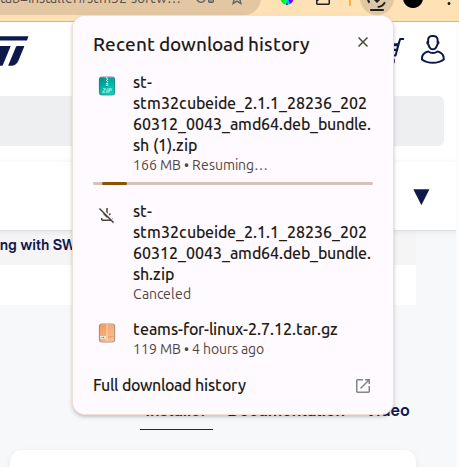 Recent download history
ZIP
st-
stm32cubeide_2.1.1_28236_202
60312_0043_amd64.deb_bundle.
sh (1).zip
166 MB • Resuming…
st-
stm32cubeide_2.1.1_28236_202
60312_0043_amd64.deb_bundle.
sh.zip
Canceled
ng with SW
teams-for-linux-2.7.12.tar.gz
119 MB • 4 hours ago
Full download history